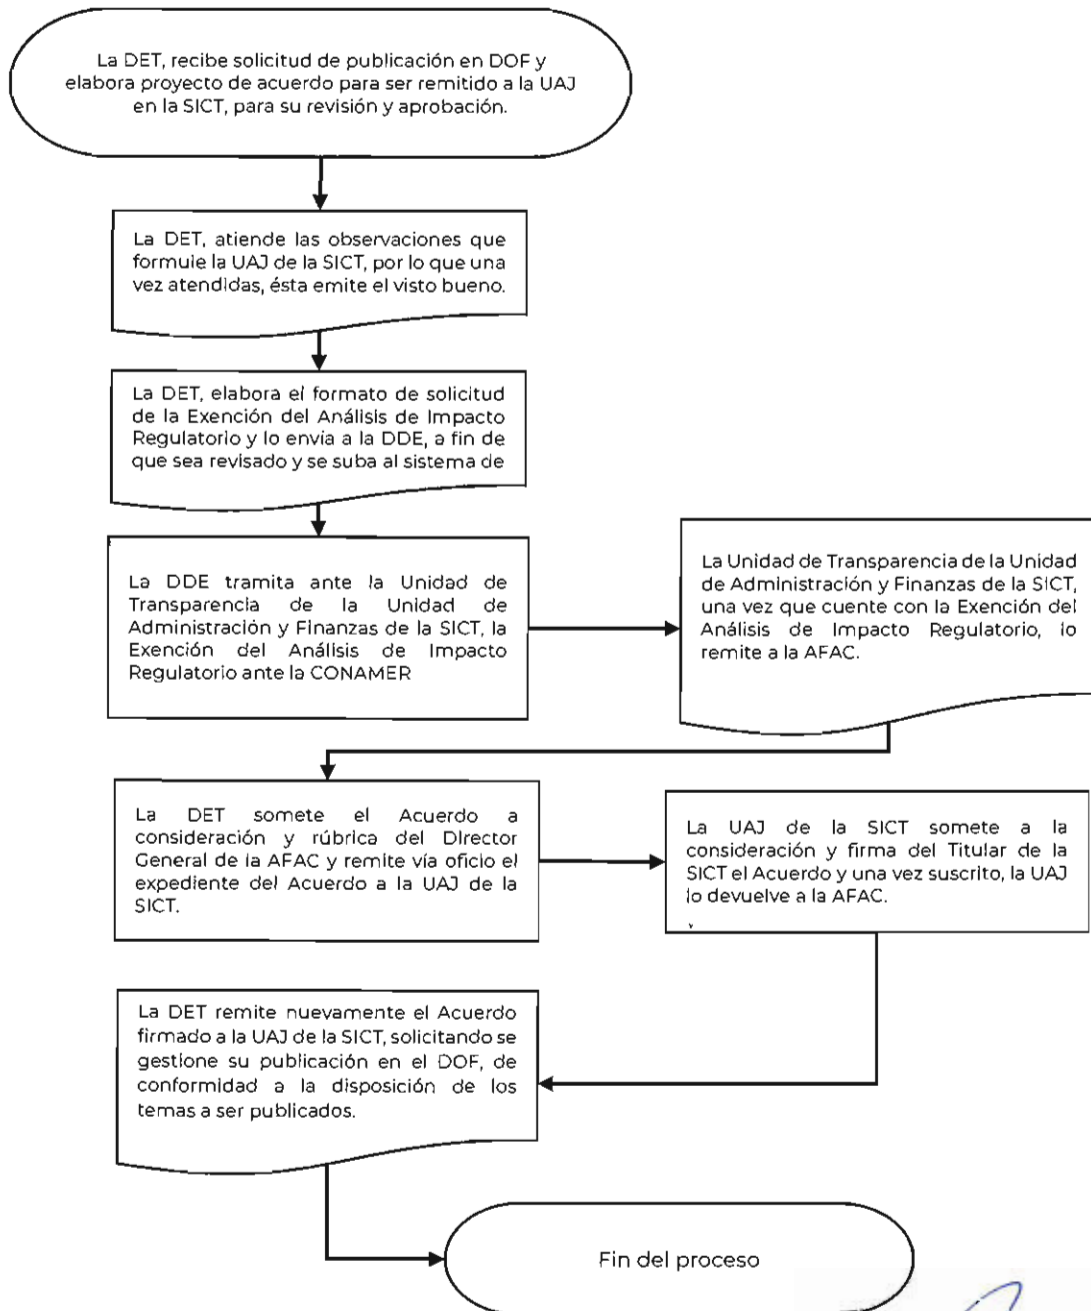 La DET, recibe solicitud de publicación en DOF y
elabora proyecto de acuerdo para ser remitido a la UAJ
en la SICT, para su revisión y aprobación.
La DET, atiende las observaciones que
formule la UAJ de la SICT, por lo que una
vez atendidas, ésta emite el visto bueno.
La DET, elabora el formato de solicitud
de la Exención del Análisis de Impacto
Regulatorio y lo envía a la DDE, a fin de
que sea revisado y se suba al sistema de
La DDE tramita ante la Unidad de
Transparencia de la Unidad de
Administración y Finanzas de la SICT, la
Exención del Análisis de Impacto
Regulatorio ante la CONAMER
La Unidad de Transparencia de la Unidad
de Administración y Finanzas de la SICT,
una vez que cuente con la Exención del
Análisis de Impacto Regulatorio, lo
remite a la AFAC.
La DET somete el Acuerdo a
consideración y rúbrica del Director
General de la AFAC y remite vía oficio el
expediente del Acuerdo a la UAJ de la
SICT.
La UAJ de la SICT somete a la
consideración y firma del Titular de la
SICT el Acuerdo y una vez suscrito, la UAJ
lo devuelve a la AFAC.
La DET remite nuevamente el Acuerdo
firmado a la UAJ de la SICT, solicitando se
gestione su publicación en el DOF, de
conformidad a la disposición de los
temas a ser publicados.
Fin del proceso